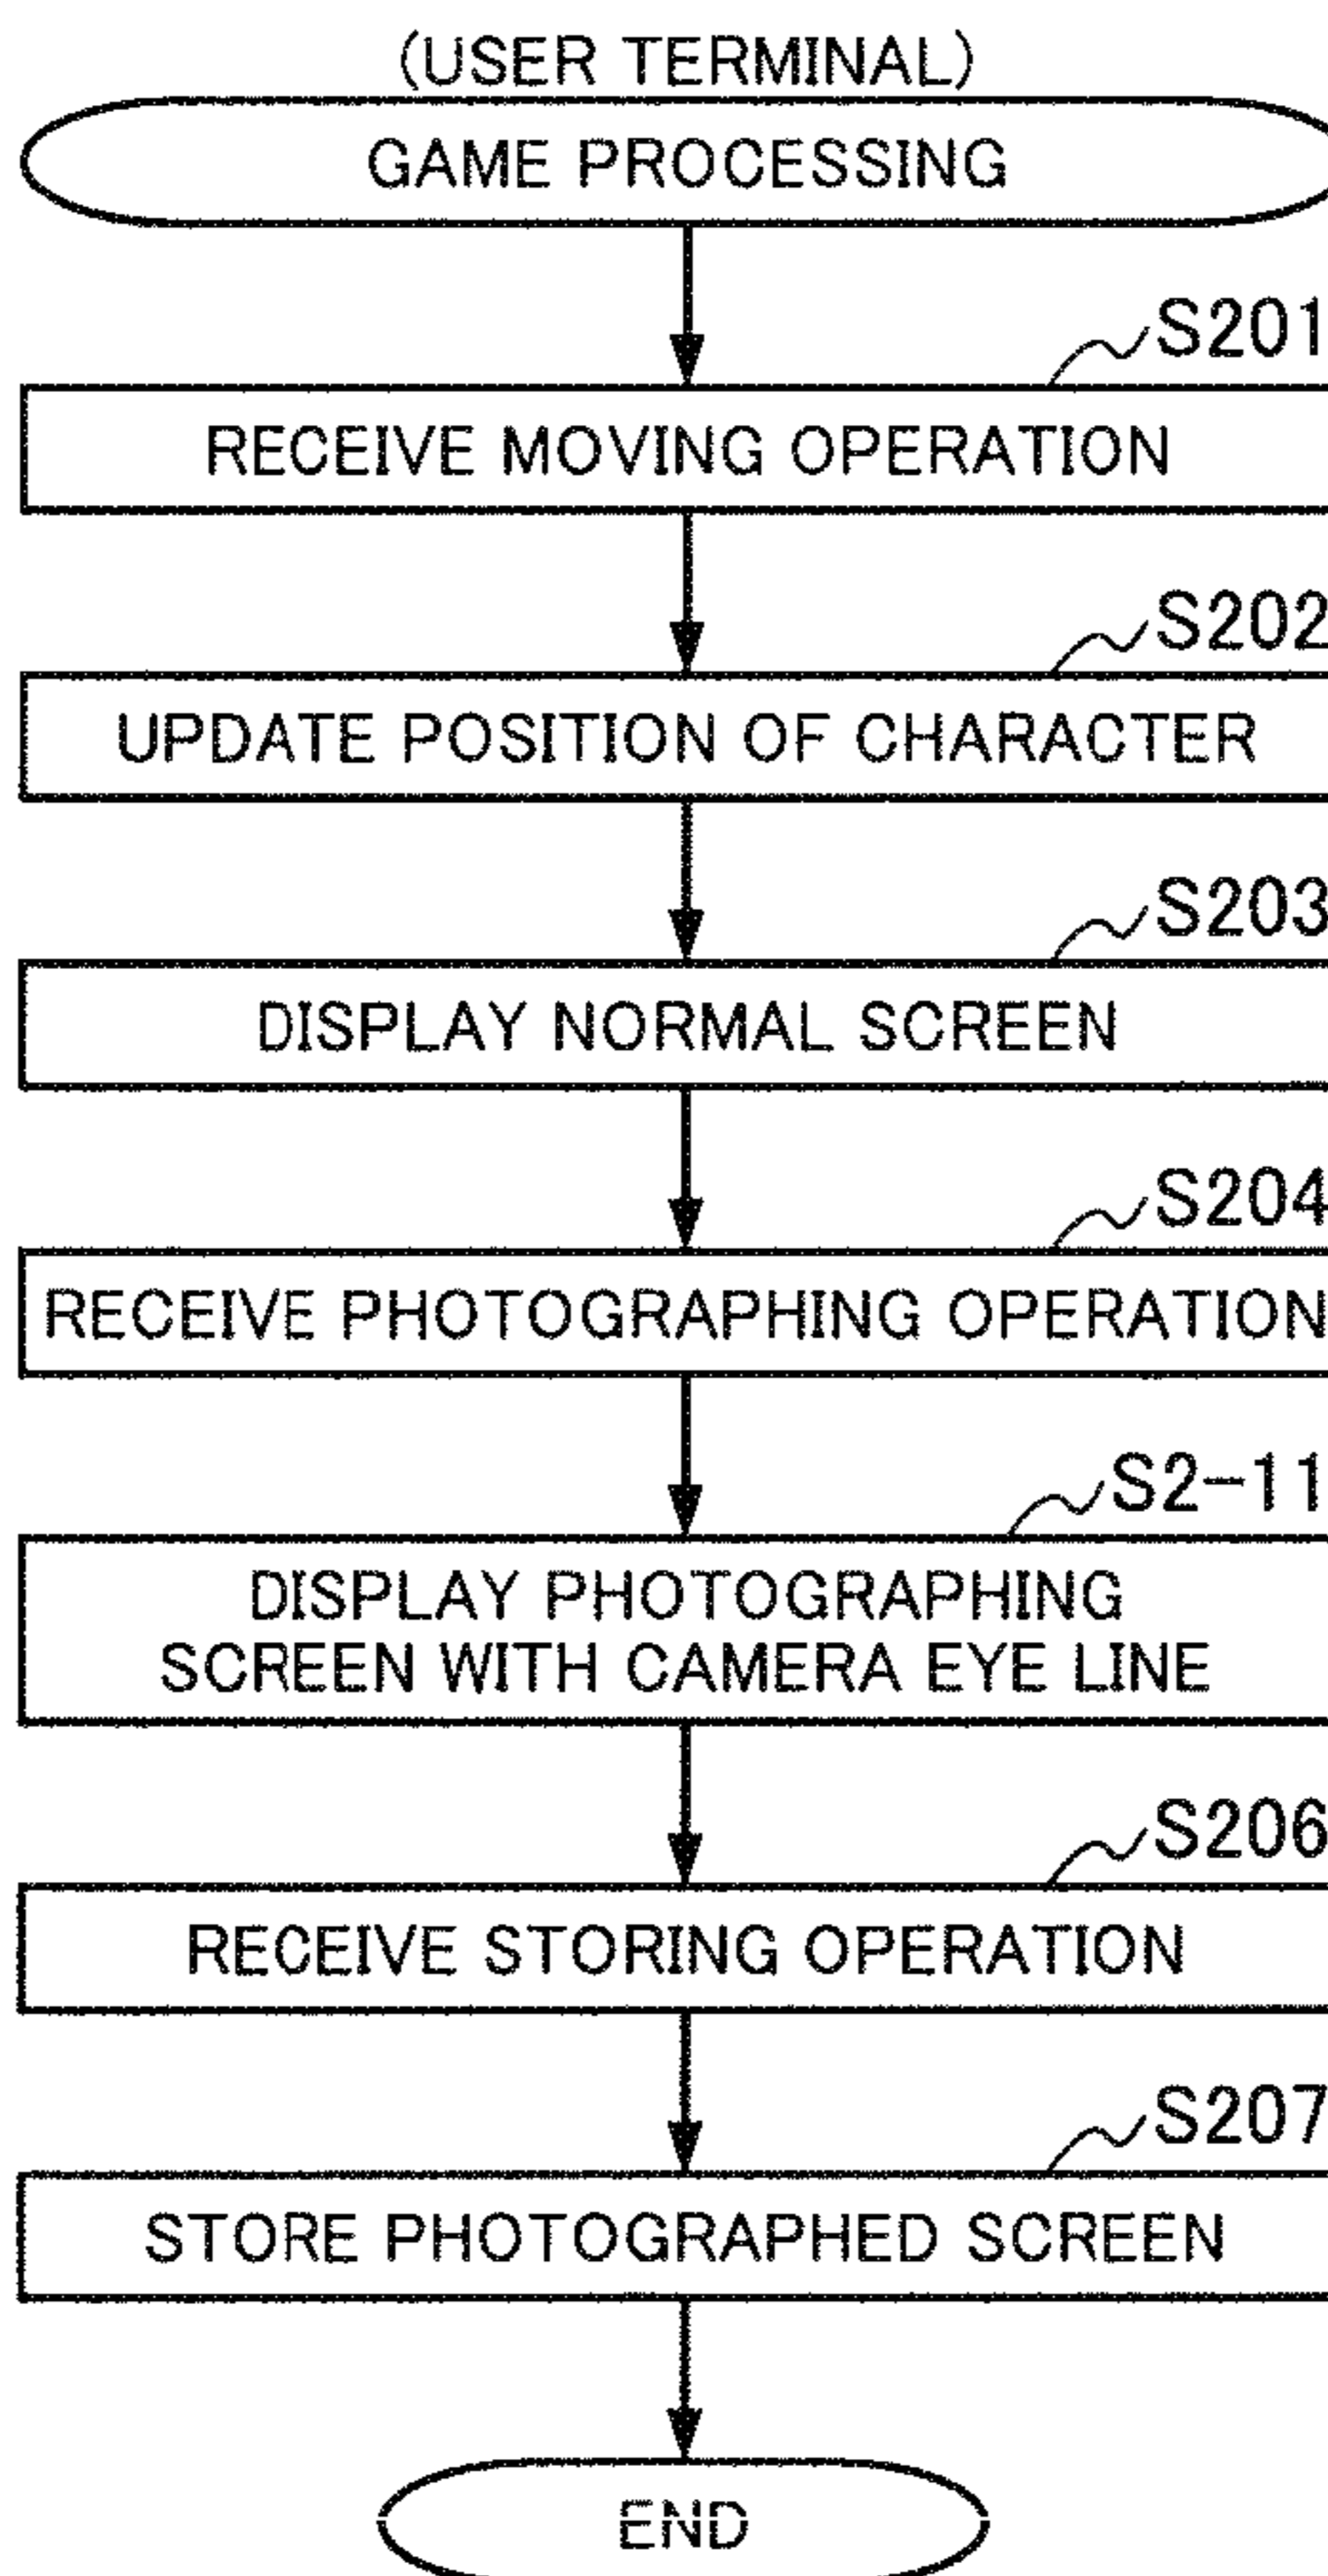 (USER TERMINAL)
GAME PROCESSING
S201
RECEIVE MOVING OPERATION
S202
UPDATE POSITION OF CHARACTER
S203
DISPLAY NORMAL SCREEN
S204
RECEIVE PHOTOGRAPHING OPERATION
S2-11
DISPLAY PHOTOGRAPHING
SCREEN WITH CAMERA EYE LINE
S206
RECEIVE STORING OPERATION
S207
STORE PHOTOGRAPHED SCREEN
END